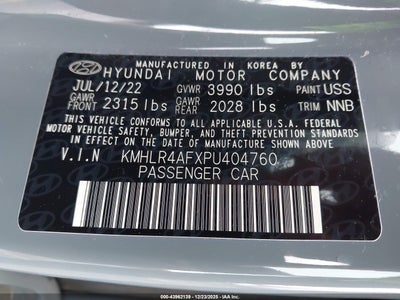 MANUFACTURED IN KOREA BY
HYUNDAI MOTOR COMPANY
JUL/12/22 GVWR 3990 lbs PAINT USS
GAWR FRONT 2315 lbs GAWR REAR 2028 lbs TRIM NNB
THIS VEHICLE CONFORMS TO ALL APPLICABLE FEDERAL
MOTOR VEHICLE SAFETY, BUMPER, AND THEFT PREVENTION
STANDARDS IN EFFECT ON THE DATE OF MANUFACTURE
SHOWN ABOVE.
V.I.N KMHLR4AFXPU404760
PASSENGER CAR
000-43962139 - 12/23/2025 - IAA, Inc.